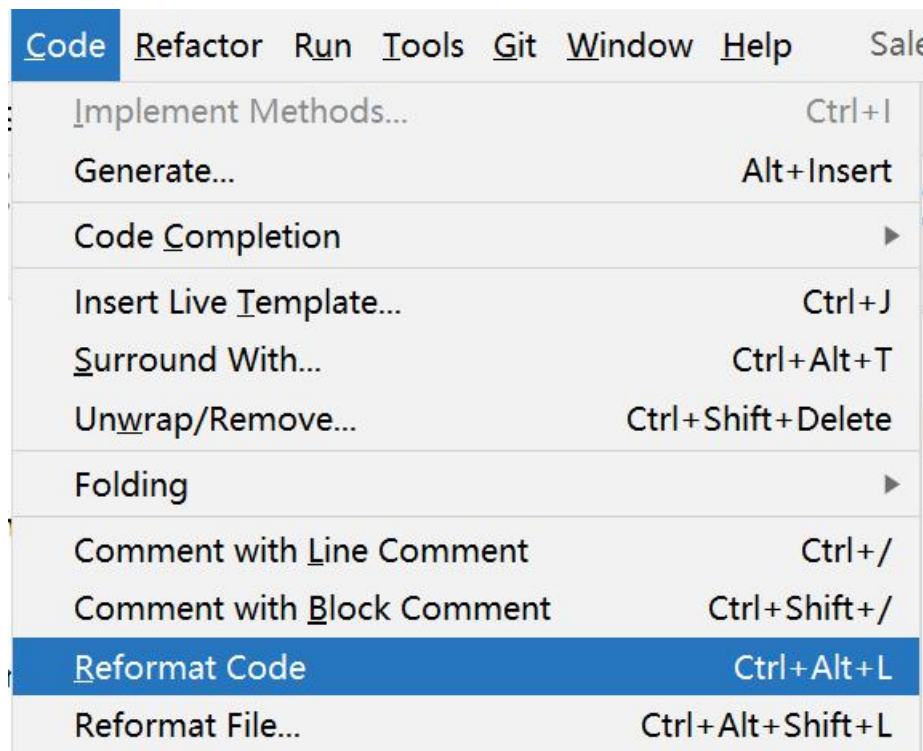 Code Refactor Run Tools Git Window Help
Implement Methods... Ctrl+I
Generate... Alt+Insert
Code Completion
Insert Live Template... Ctrl+J
Surround With... Ctrl+Alt+T
Unwrap/Remove... Ctrl+Shift+Delete
Folding
Comment with Line Comment Ctrl+/
Comment with Block Comment Ctrl+Shift+/
Reformat Code Ctrl+Alt+L
Reformat File... Ctrl+Alt+Shift+L